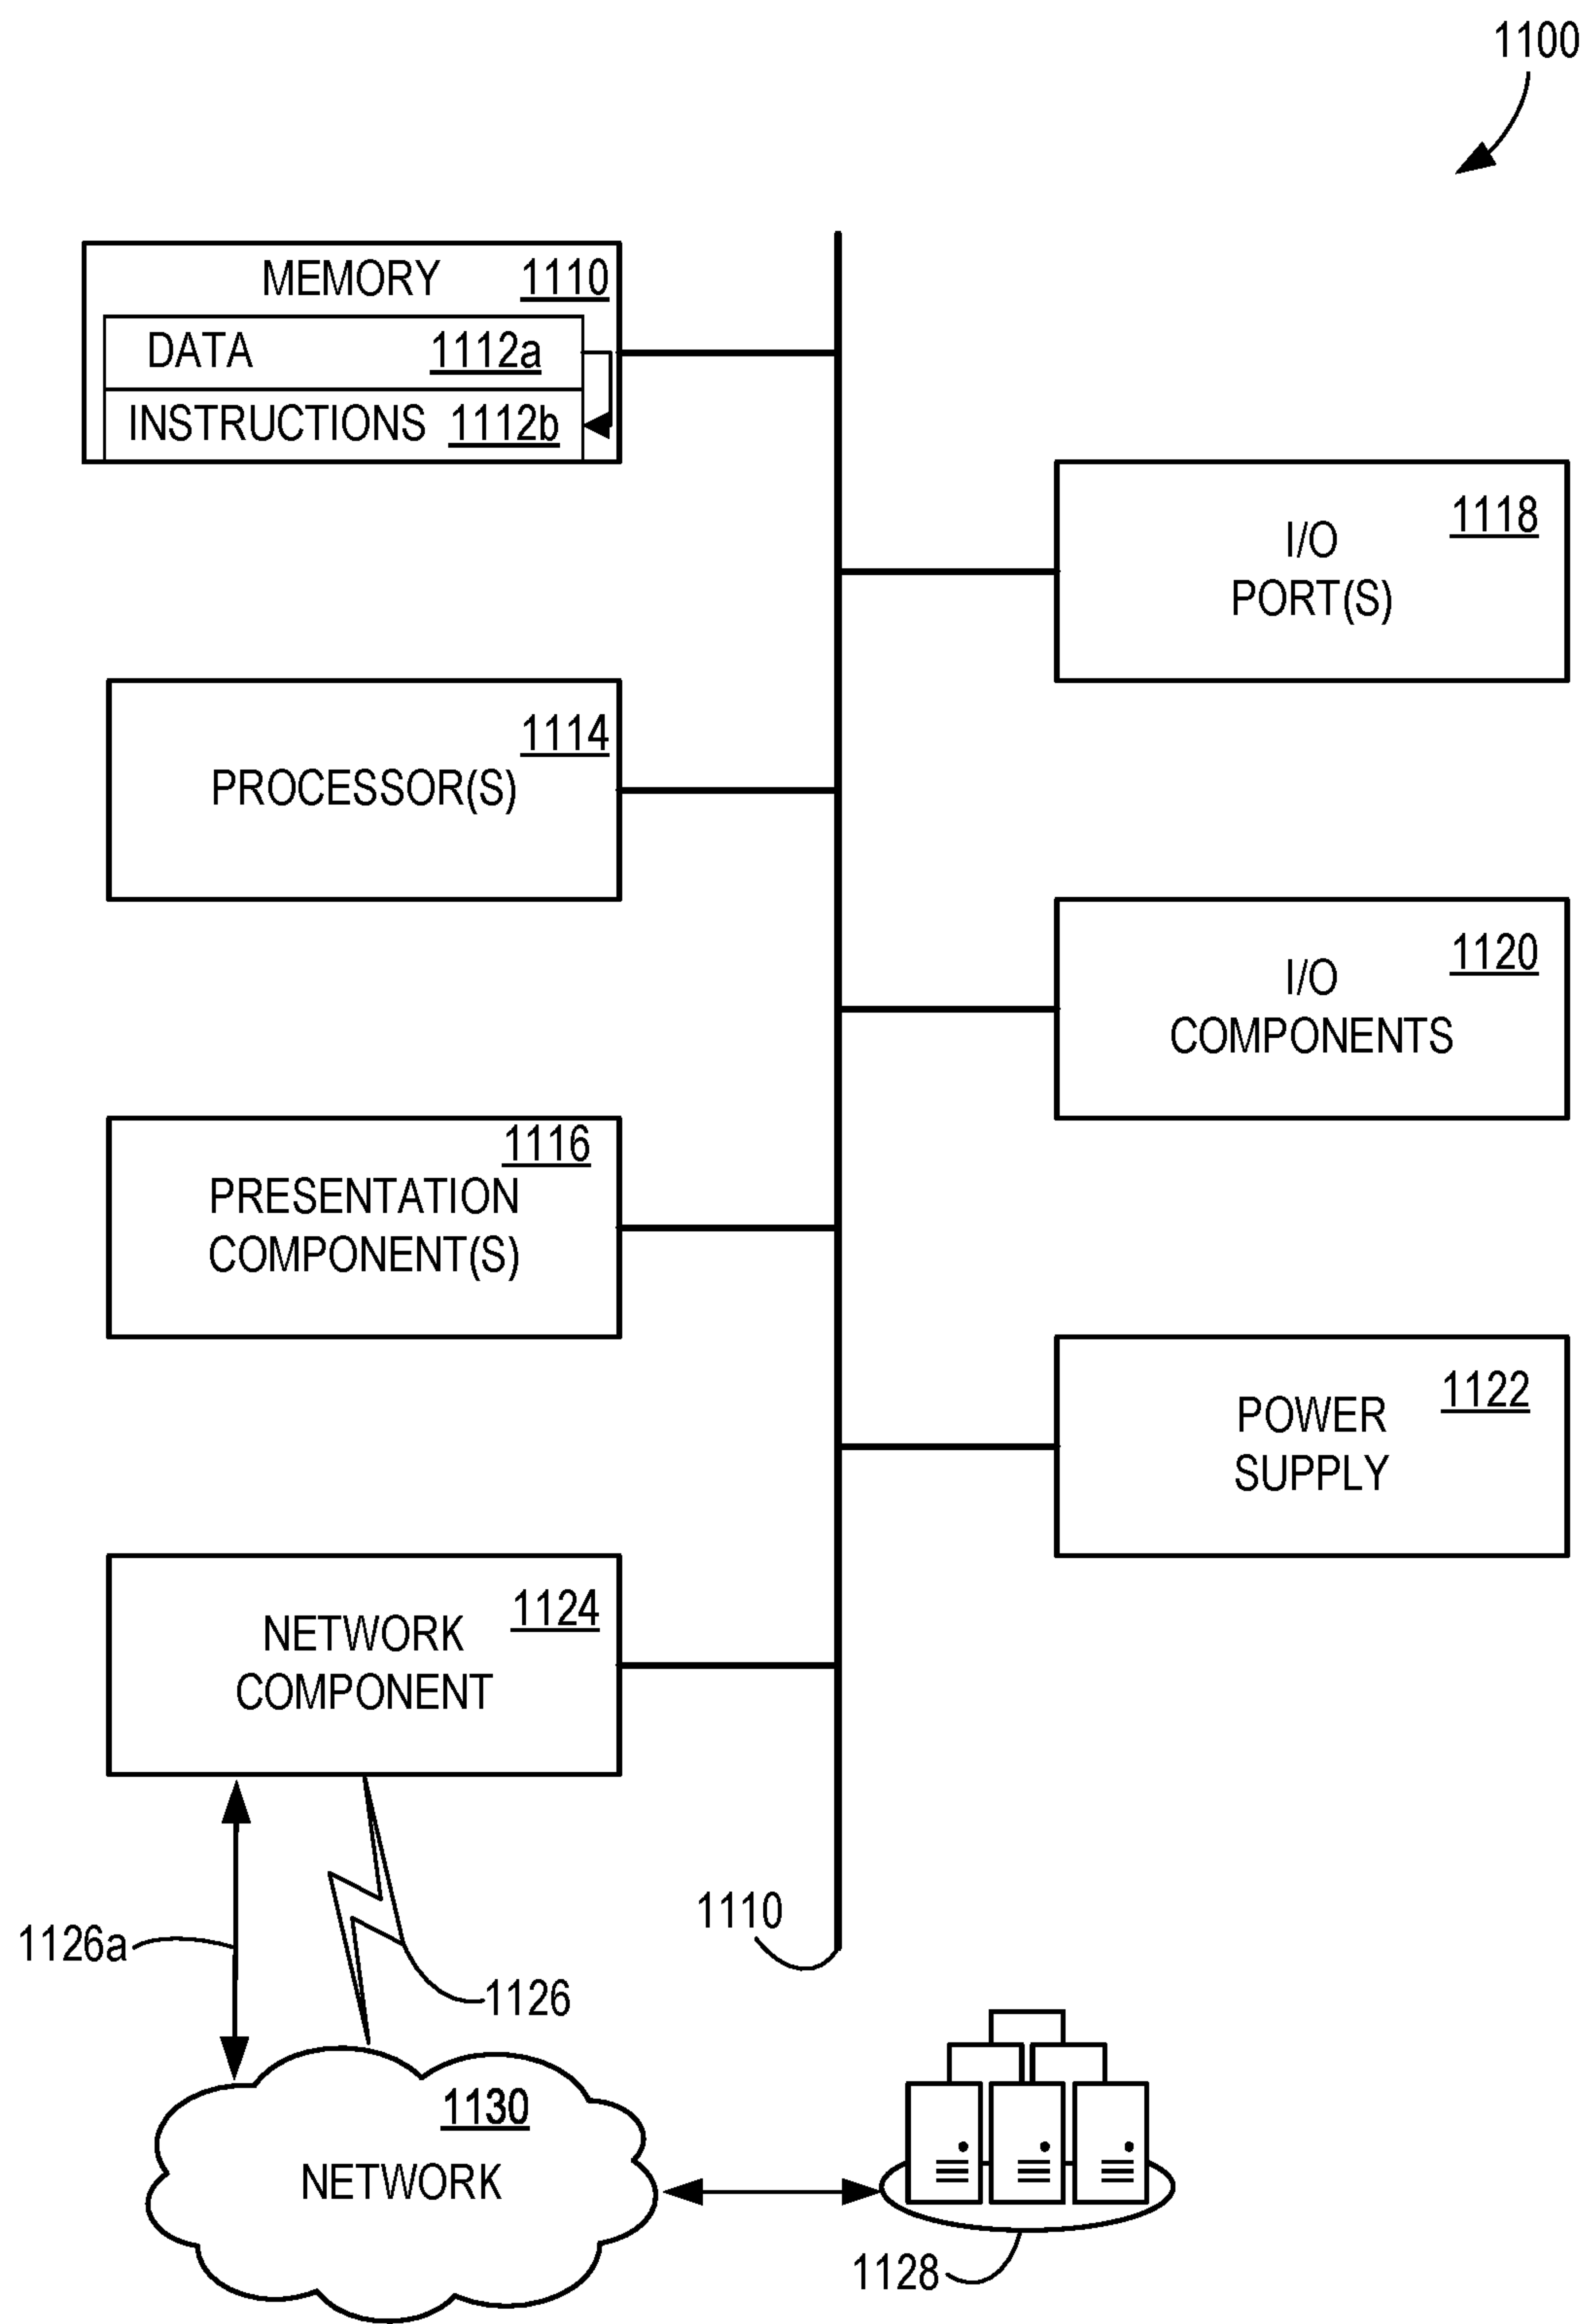 1100
MEMORY 1110
DATA 1112a
INSTRUCTIONS 1112b
1118
I/O
PORT(S)
1114
PROCESSOR(S)
1120
I/O
COMPONENTS
1116
PRESENTATION
COMPONENT(S)
1122
POWER
SUPPLY
1124
NETWORK
COMPONENT
1110
1126a
1126
1130
NETWORK
1128